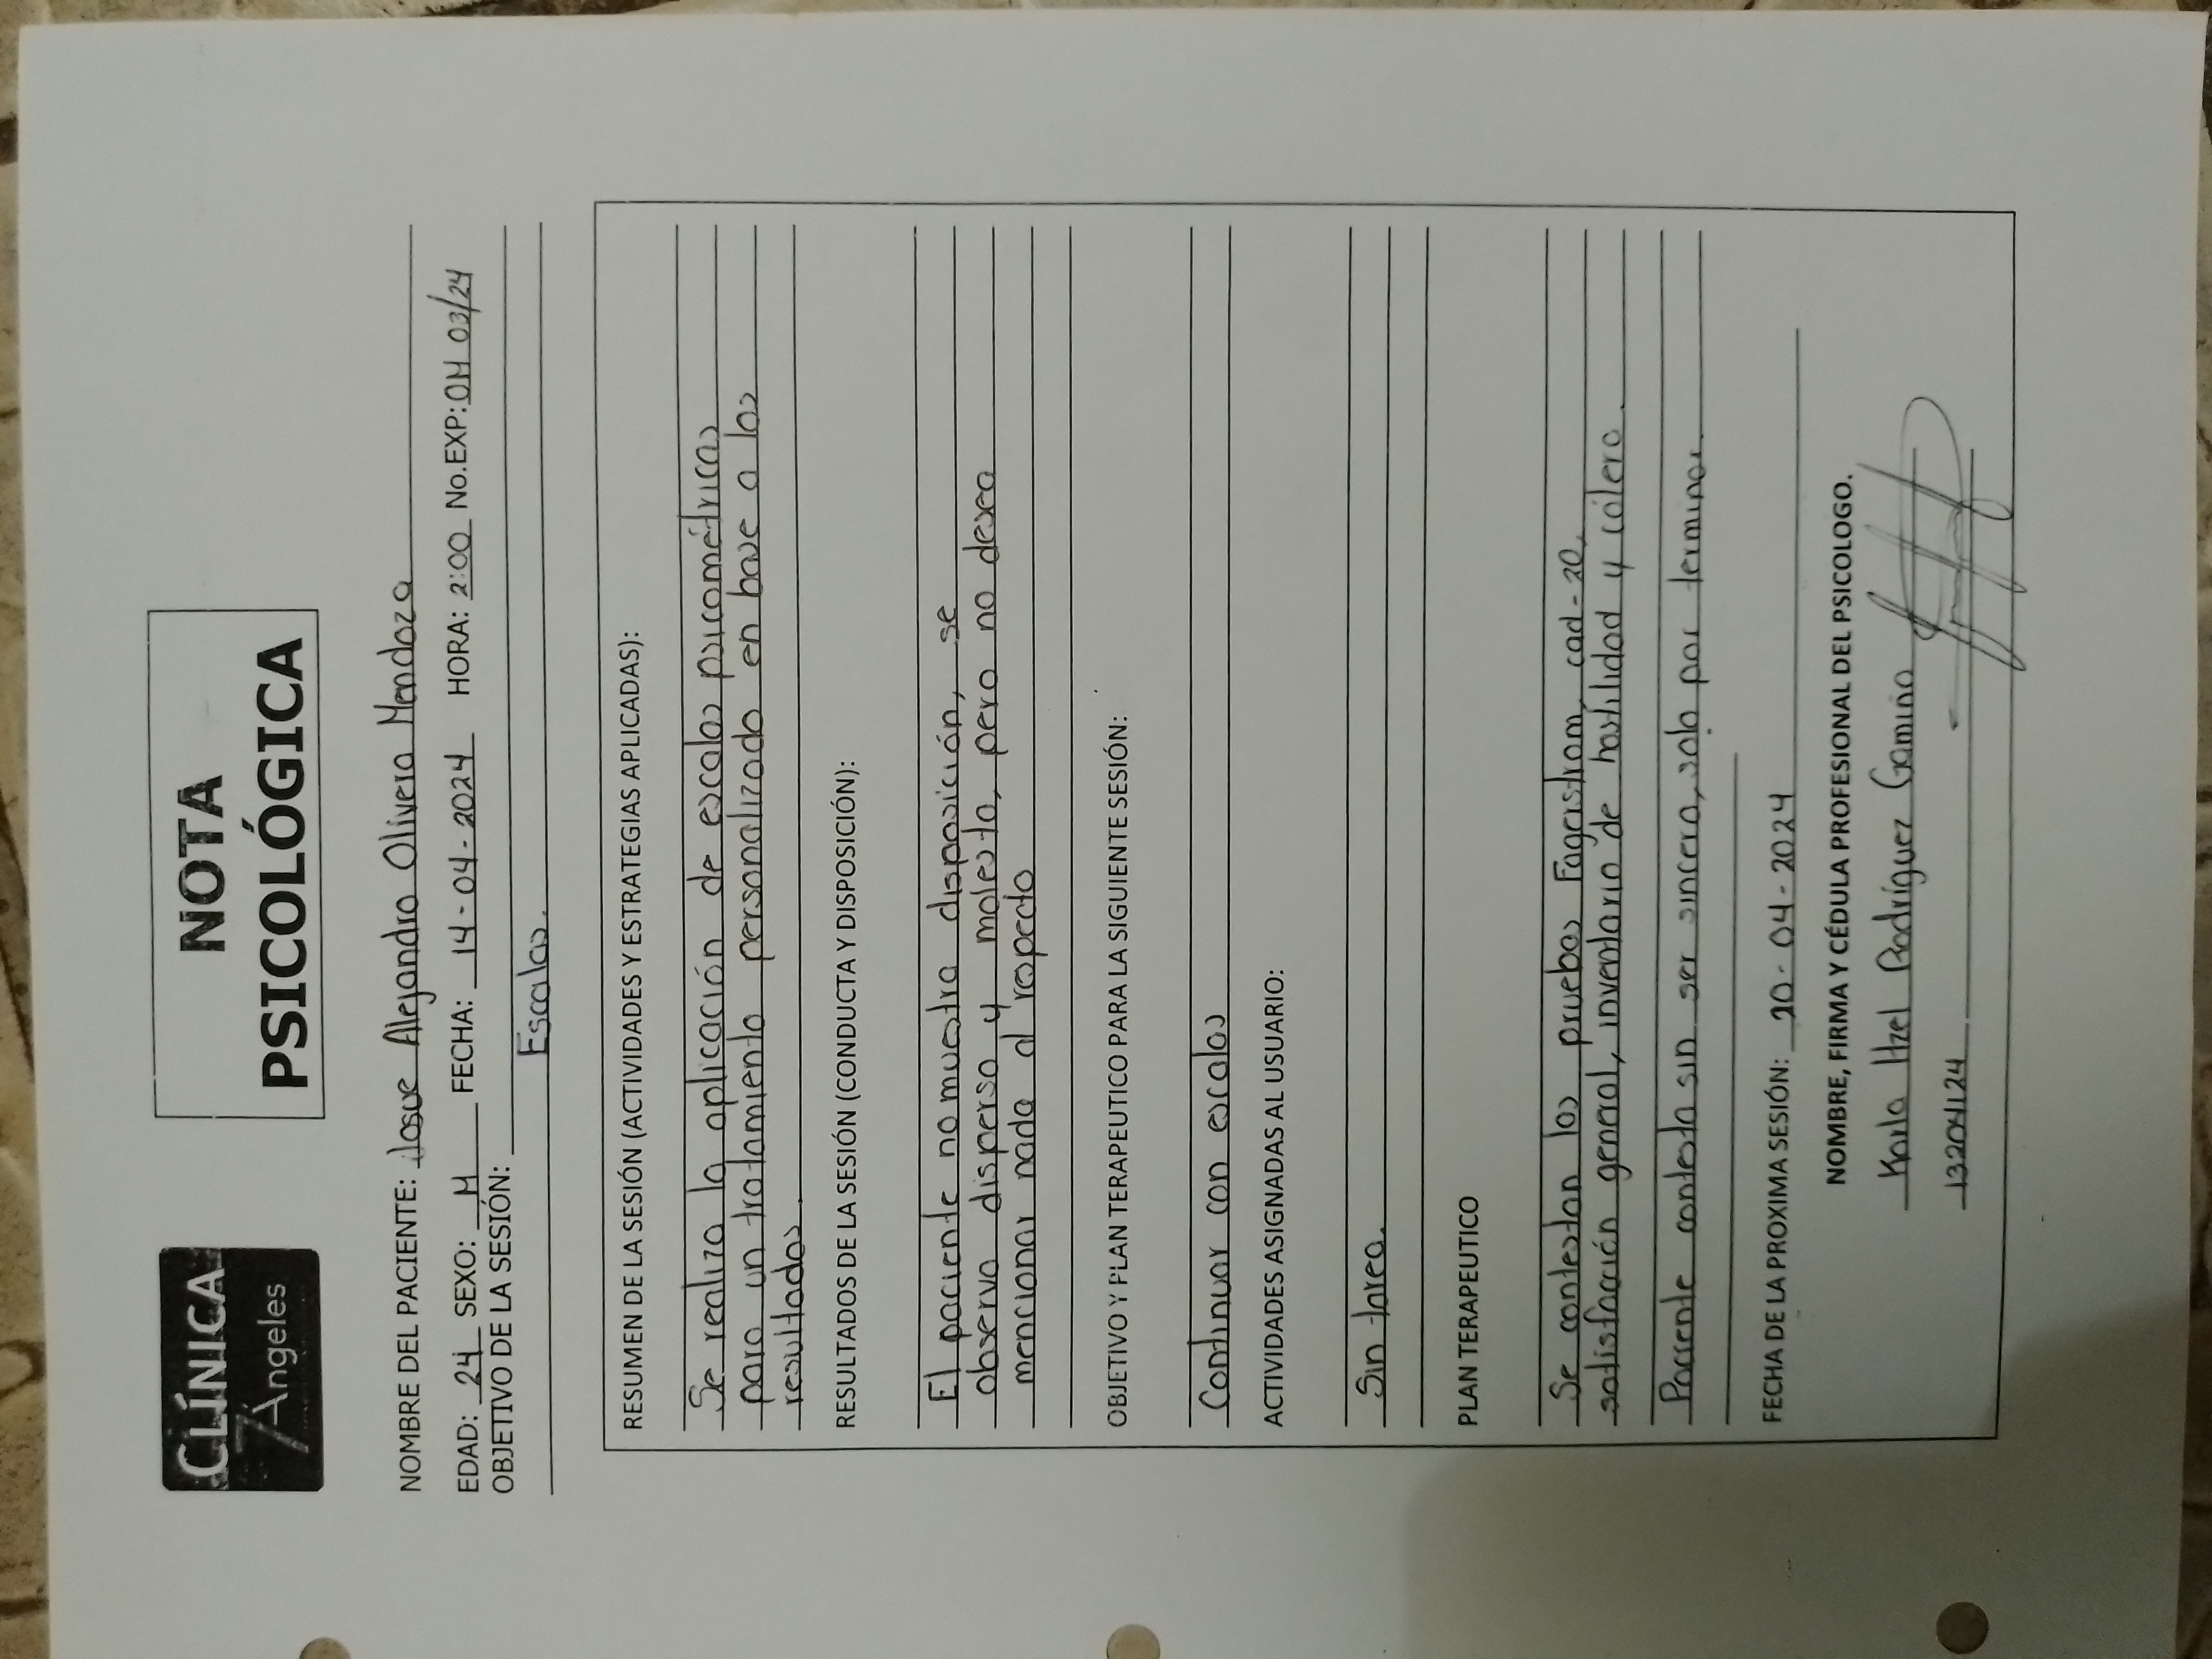 CLÍNICA
7 Ángeles
NOTA
PSICOLÓGICA
NOMBRE DEL PACIENTE: Josue Alejandro Olivera Mendoza
EDAD: 24 SEXO: M FECHA: 14-04-2024 HORA: 2:00 No.EXP: OM 03/24
OBJETIVO DE LA SESIÓN:
Escalas.
RESUMEN DE LA SESIÓN (ACTIVIDADES Y ESTRATEGIAS APLICADAS):
Se realiza la aplicación de escalas psicométricas
para un tratamiento personalizado en base a los
resultados.
RESULTADOS DE LA SESIÓN (CONDUCTA Y DISPOSICIÓN):
El paciente no muestra disposición, se
observa disperso y molesto, pero no desea
mencionar nada al respecto
OBJETIVO Y PLAN TERAPEUTICO PARA LA SIGUIENTE SESIÓN:
Continuar con escalas
ACTIVIDADES ASIGNADAS AL USUARIO:
Sin tarea.
PLAN TERAPEUTICO
Se contestan las pruebas Fagerstrom, cad-20,
satisfacción general, inventario de hostilidad y cólera.
Paciente contesta sin ser sincero, solo por terminar.
FECHA DE LA PROXIMA SESIÓN: 20-04-2024
NOMBRE, FIRMA Y CÉDULA PROFESIONAL DEL PSICOLOGO.
Karla Itzel Rodríguez Gamiño
13204124